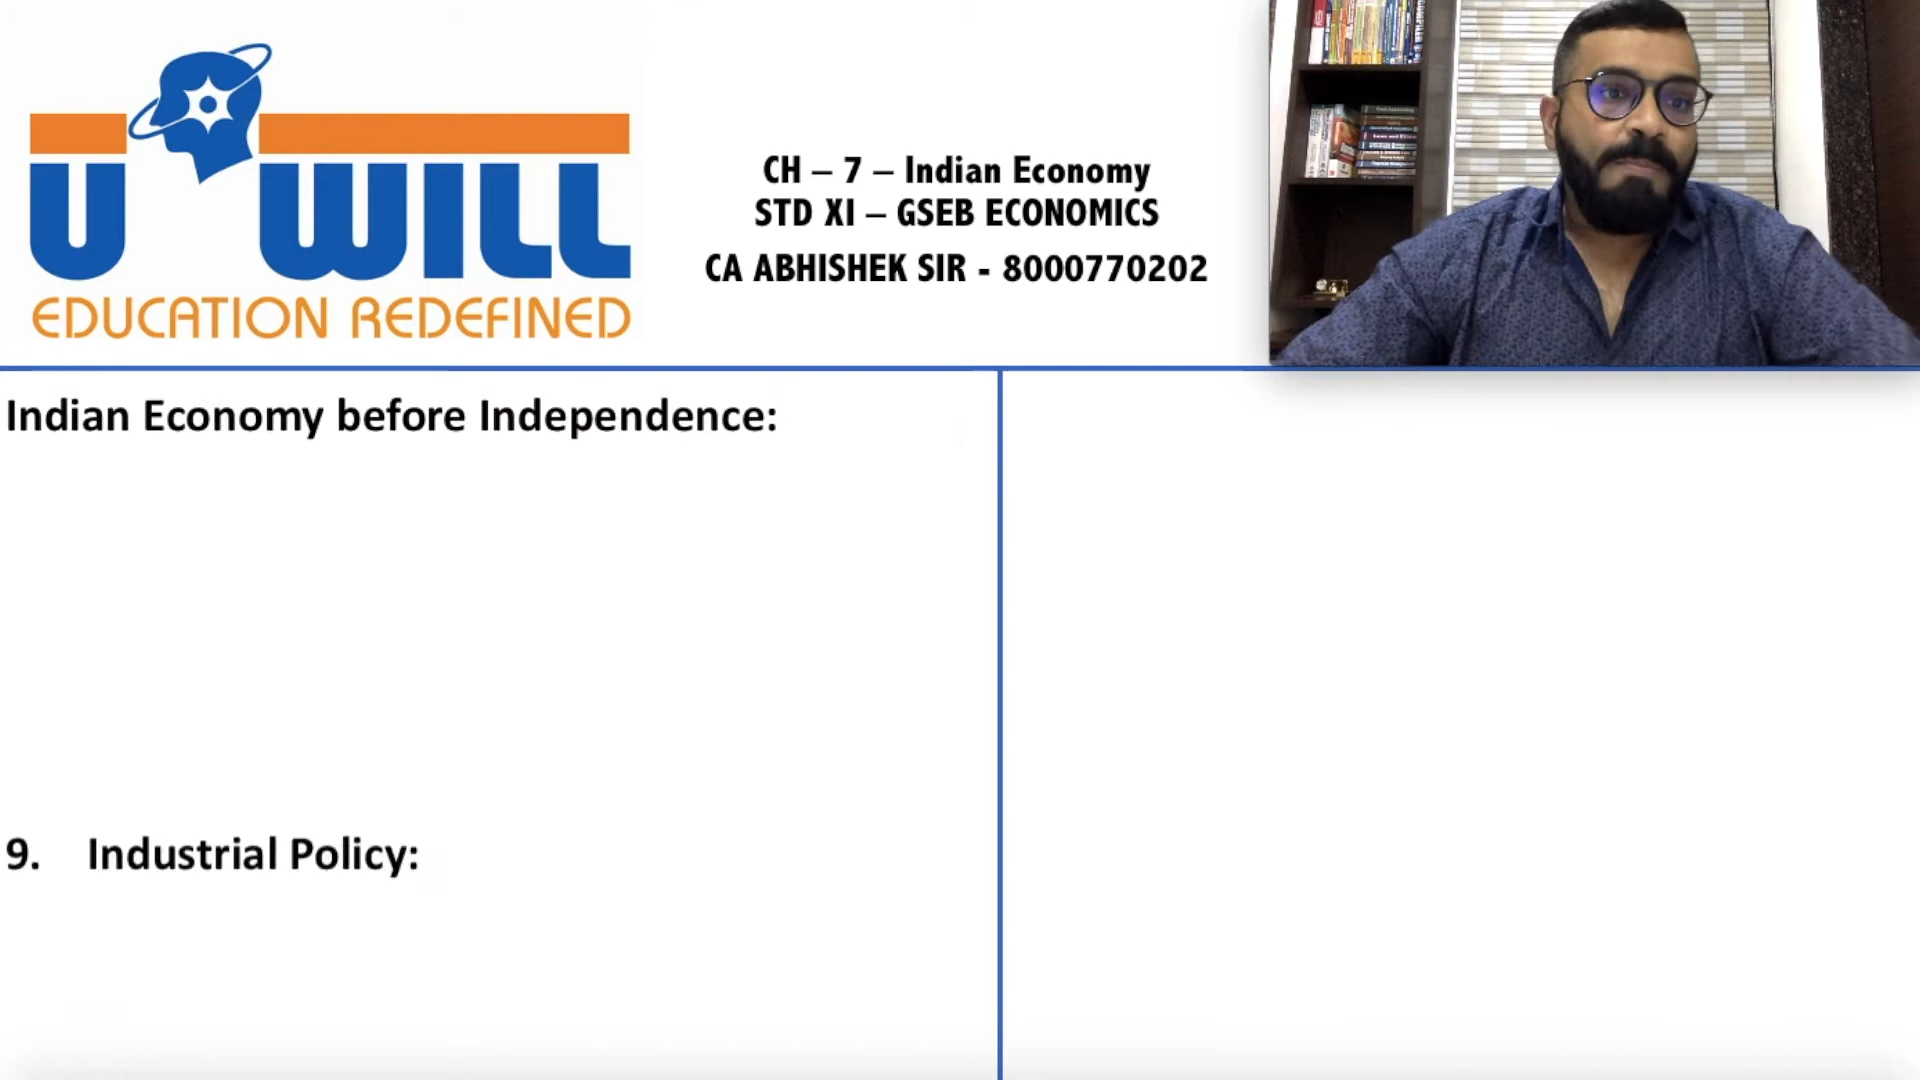 U WILL
EDUCATION REDEFINED
CH – 7 – Indian Economy
STD XI – GSEB ECONOMICS
CA ABHISHEK SIR - 8000770202
Indian Economy before Independence:
9. Industrial Policy: